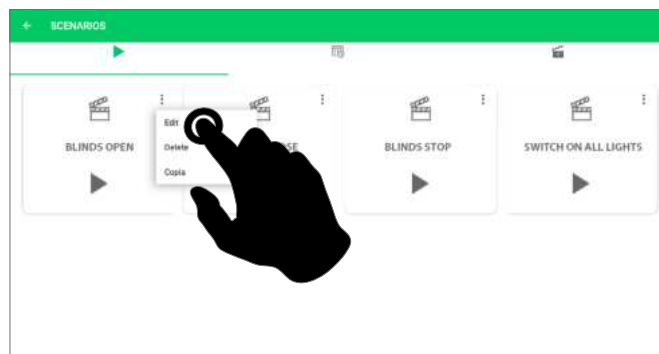 SCENARIOS
Edit
Delete
Copia
BLINDS OPEN
BLINDS STOP
SWITCH ON ALL LIGHTS